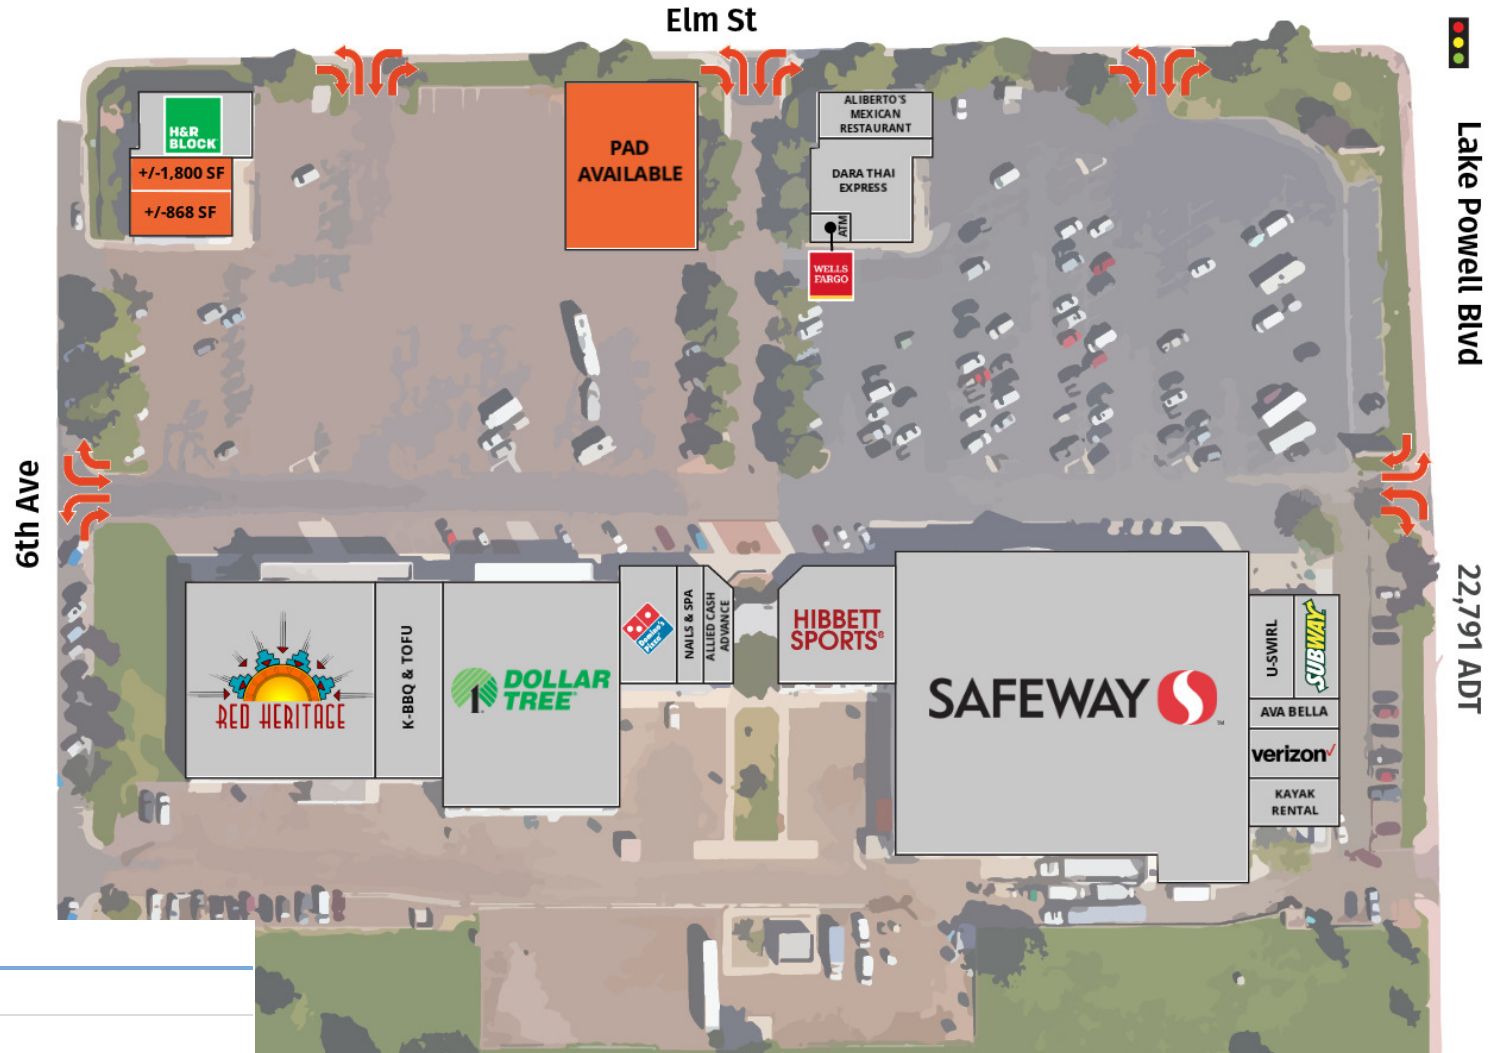 Elm St
H&R
BLOCK
+/-1,800 SF
+/-868 SF
PAD
AVAILABLE
ALIBERTO'S
MEXICAN
RESTAURANT
DARA THAI
EXPRESS
ATM
WELLS
FARGO
Lake Powell Blvd
22,791 ADT
6th Ave
RED HERITAGE
K-BBQ & TOFU
DOLLAR
TREE
Domino's
Pizza
NAILS & SPA
ALLIED CASH
ADVANCE
HIBBETT
SPORTS®
SAFEWAY
TM
U-SWIRL
SUBWAY
AVA BELLA
verizon
KAYAK
RENTAL